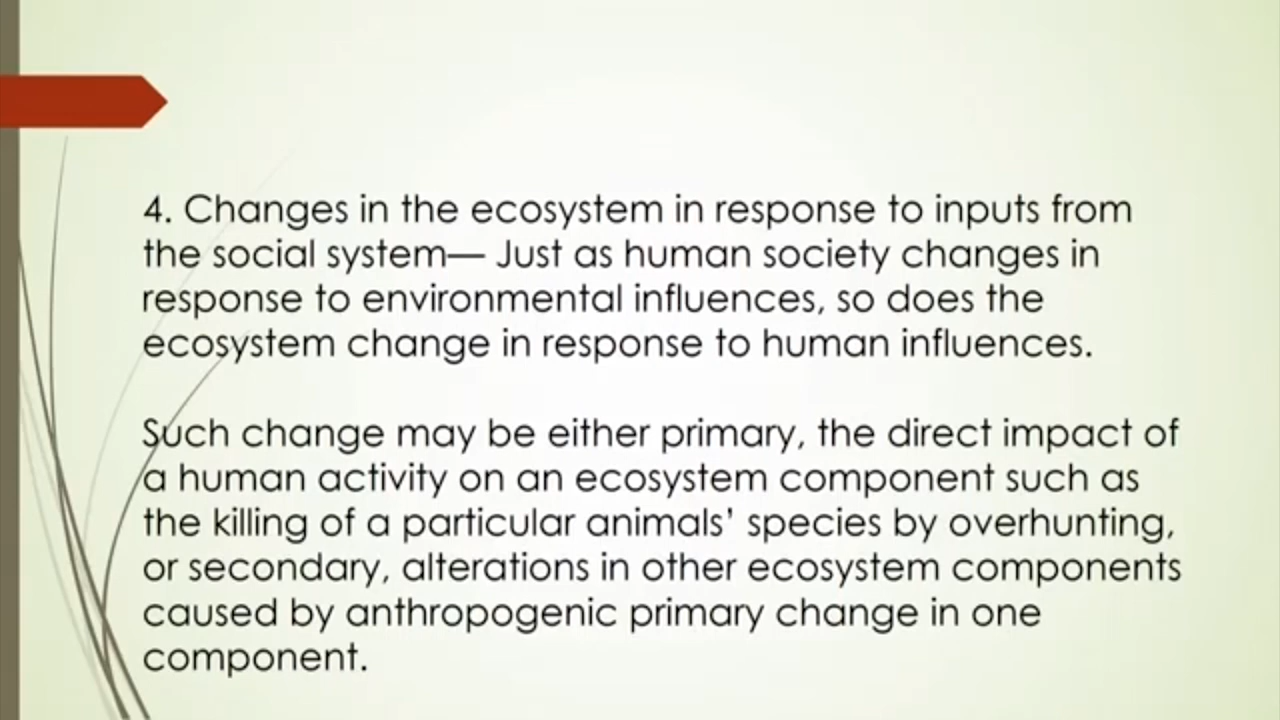 4. Changes in the ecosystem in response to inputs from
the social system— Just as human society changes in
response to environmental influences, so does the
ecosystem change in response to human influences.
Such change may be either primary, the direct impact of
a human activity on an ecosystem component such as
the killing of a particular animals’ species by overhunting,
or secondary, alterations in other ecosystem components
caused by anthropogenic primary change in one
component.